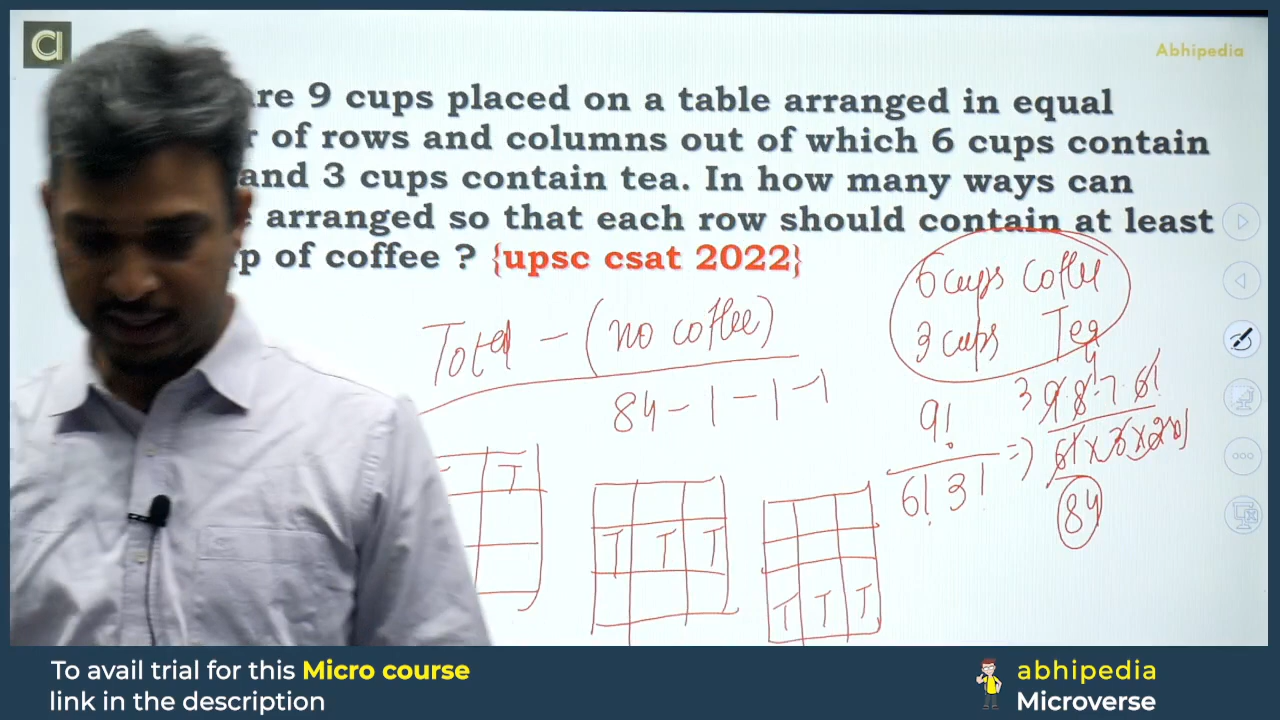 a
Abhipedia
are 9 cups placed on a table arranged in equal
r of rows and columns out of which 6 cups contain
and 3 cups contain tea. In how many ways can
e arranged so that each row should contain at least
p of coffee ? {upsc csat 2022}
6 cups Coffee
3 cups Tea
Total - (no coffee)
84 - 1 - 1 - 1
9!
6! 3!
=>
84
T
T T T
T T T
To avail trial for this Micro course
link in the description
abhipedia
Microverse